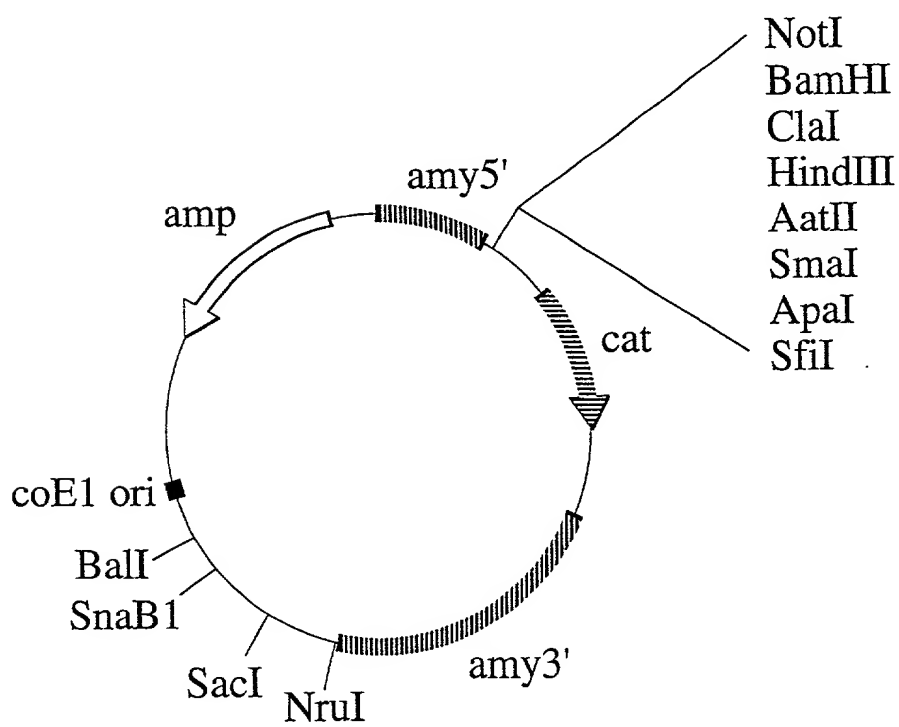 NotI
BamHI
ClaI
HindIII
AatII
SmaI
ApaI
SfiI
amy5'
amp
cat
coE1 ori
BalI
SnaB1
SacI
NruI
amy3'